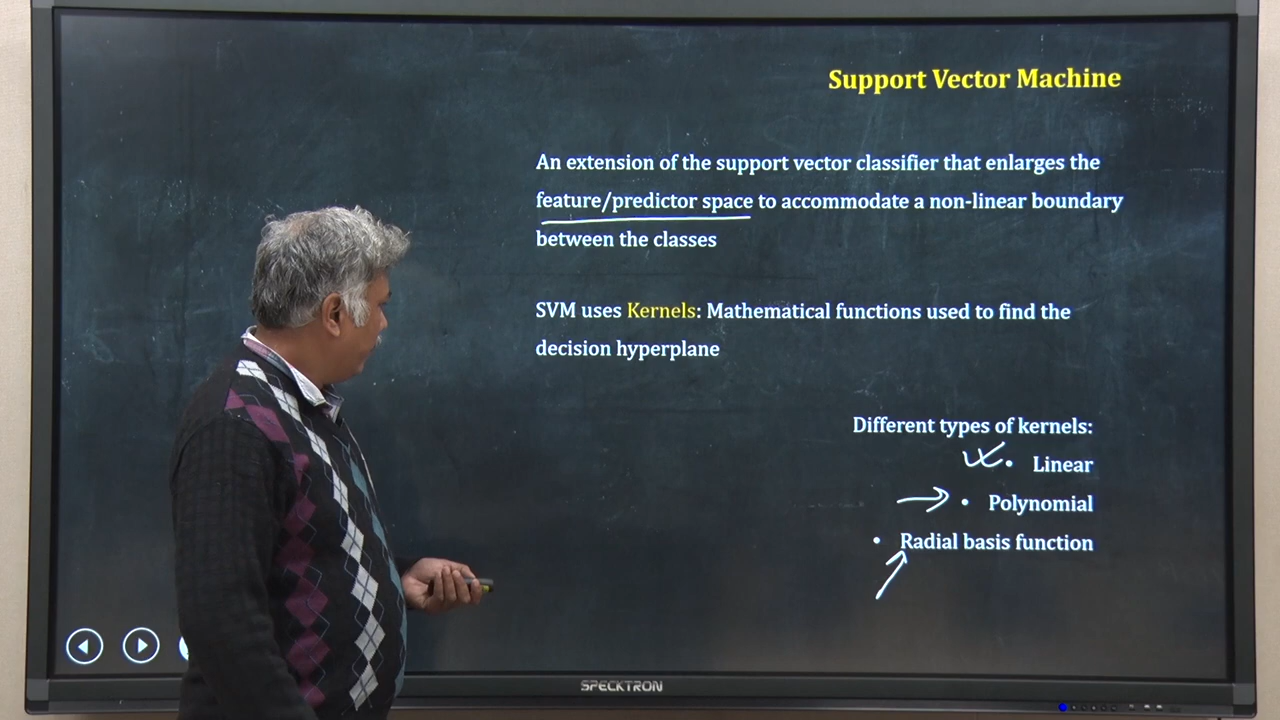 Support Vector Machine
An extension of the support vector classifier that enlarges the
feature/predictor space to accommodate a non-linear boundary
between the classes
SVM uses Kernels: Mathematical functions used to find the
decision hyperplane
Different types of kernels:
• Linear
• Polynomial
• Radial basis function
SPECKTRON